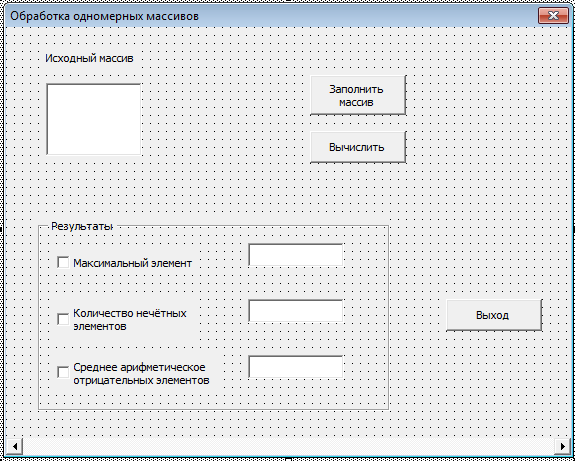 Обработка одномерных массивов
Исходный массив
Заполнить
массив
Вычислить
Результаты
Максимальный элемент
Количество нечётных
элементов
Выход
Среднее арифметическое
отрицательных элементов